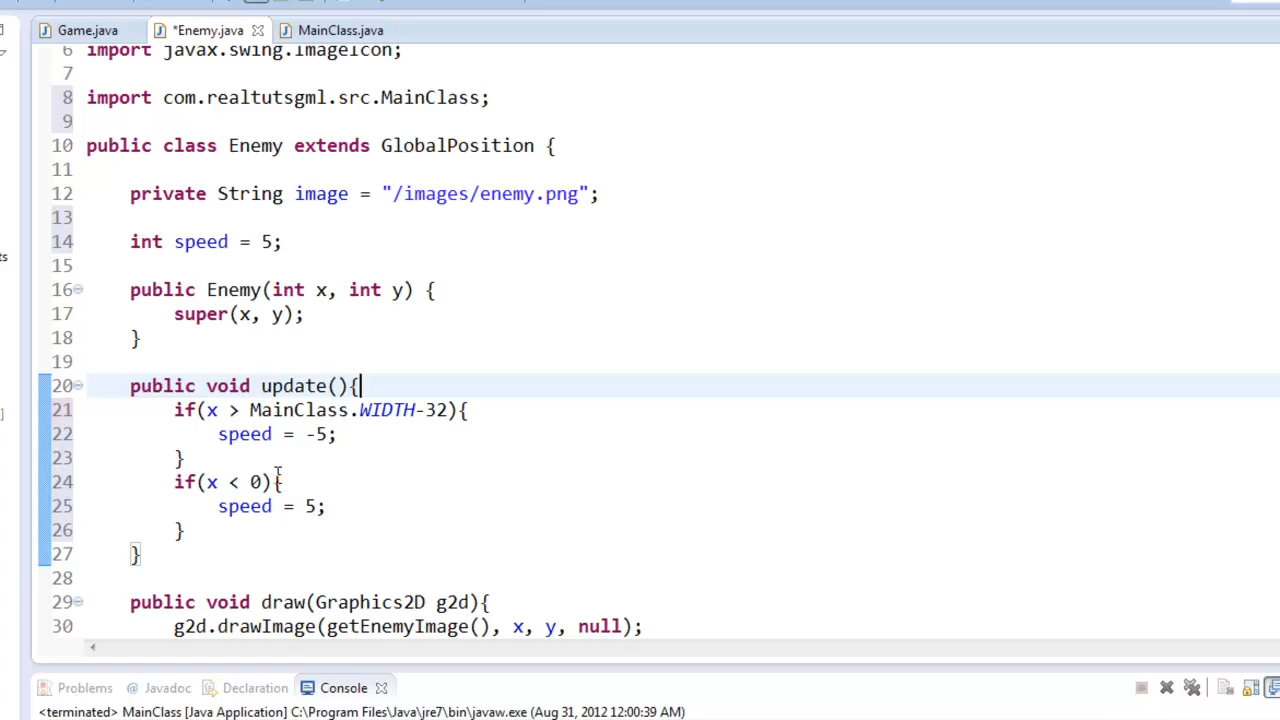 Game.java *Enemy.java MainClass.java
6 import javax.swing.ImageIcon;
7
8 import com.realtutsgml.src.MainClass;
9
10 public class Enemy extends GlobalPosition {
11
12 private String image = "/images/enemy.png";
13
14 int speed = 5;
15
16 public Enemy(int x, int y) {
17 super(x, y);
18 }
19
20 public void update(){
21 if(x > MainClass.WIDTH-32){
22 speed = -5;
23 }
24 if(x < 0){
25 speed = 5;
26 }
27 }
28
29 public void draw(Graphics2D g2d){
30 g2d.drawImage(getEnemyImage(), x, y, null);
ts
]
Problems @ Javadoc Declaration Console
<terminated> MainClass [Java Application] C:\Program Files\Java\jre7\bin\javaw.exe (Aug 31, 2012 12:00:39 AM)